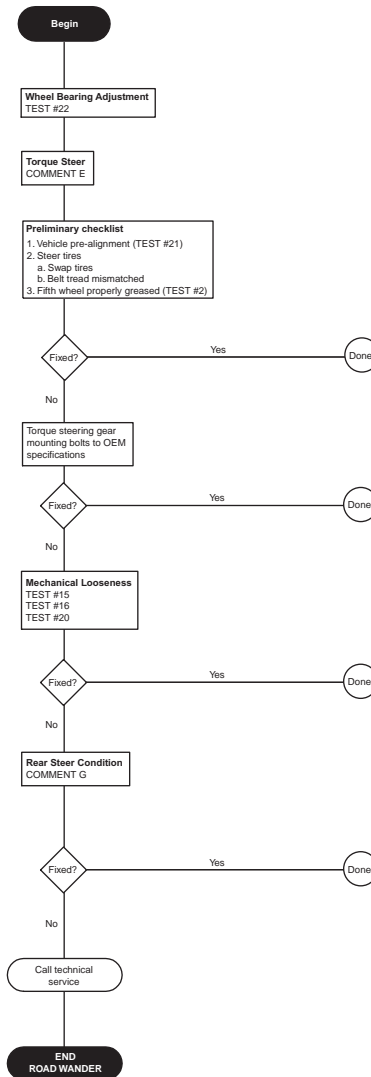 Begin
Wheel Bearing Adjustment
TEST #22
Torque Steer
COMMENT E
Preliminary checklist
1. Vehicle pre-alignment (TEST #21)
2. Steer tires
a. Swap tires
b. Belt tread mismatched
3. Fifth wheel properly greased (TEST #2)
Fixed?
Yes
Done
No
Torque steering gear
mounting bolts to OEM
specifications
Fixed?
Yes
Done
No
Mechanical Looseness
TEST #15
TEST #16
TEST #20
Fixed?
Yes
Done
No
Rear Steer Condition
COMMENT G
Fixed?
Yes
Done
No
Call technical
service
END
ROAD WANDER